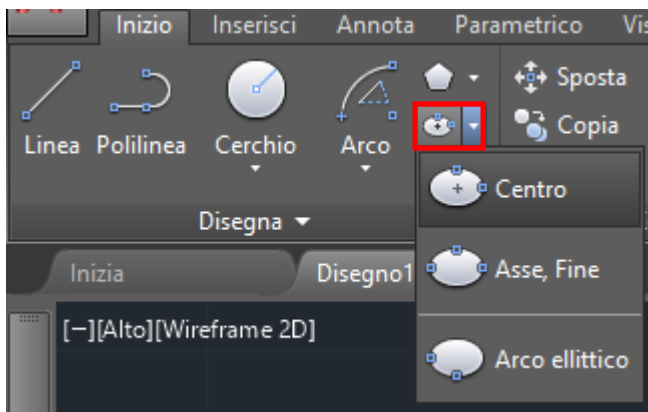 Inizio Inserisci Annota Parametrico Vis
Linea Polilinea Cerchio Arco
Sposta
Copia
Disegna
Centro
Asse, Fine
Arco ellittico
Inizia Disegno1
[−][Alto][Wireframe 2D]